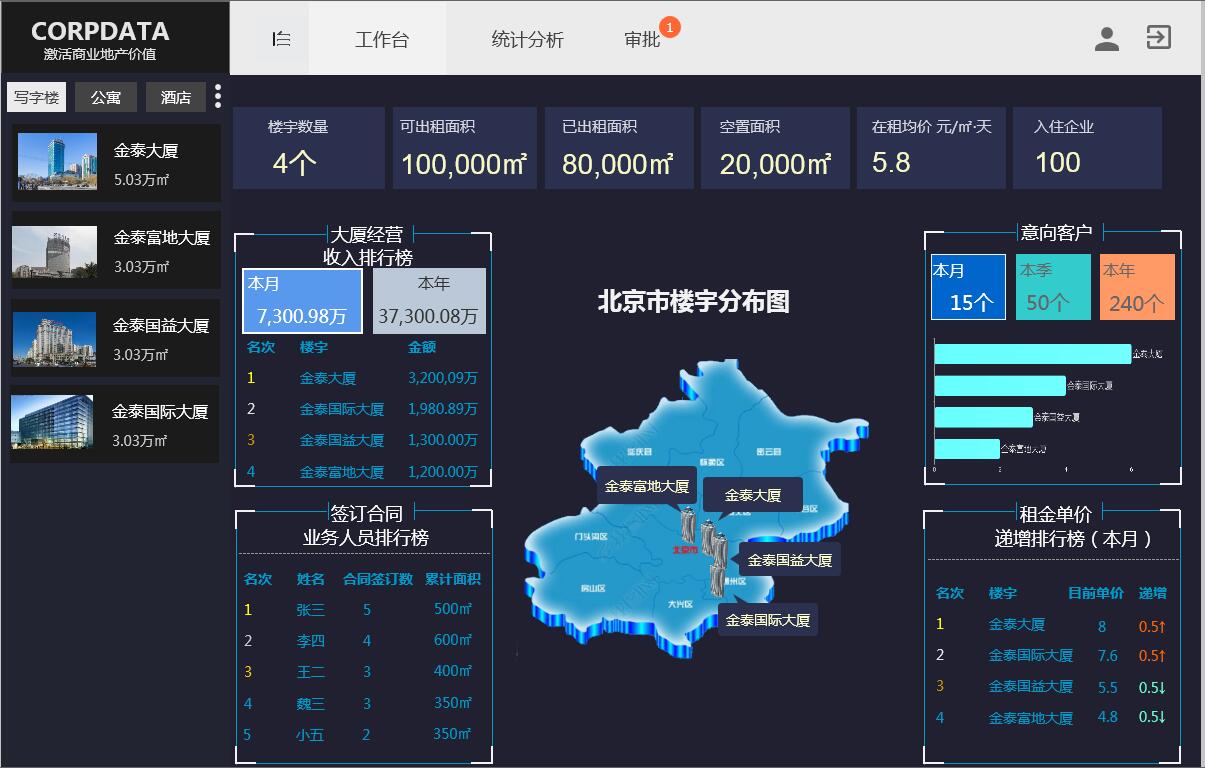 CORPDATA
激活商业地产价值
工作台
统计分析
审批
1
写字楼
公寓
酒店
金泰大厦
5.03万㎡
金泰富地大厦
3.03万㎡
金泰国益大厦
3.03万㎡
金泰国际大厦
3.03万㎡
楼宇数量
4个
可出租面积
100,000㎡
已出租面积
80,000㎡
空置面积
20,000㎡
在租均价 元/㎡·天
5.8
入住企业
100
大厦经营
收入排行榜
本月
7,300.98万
本年
37,300.08万
名次 楼宇 金额
1 金泰大厦 3,200,09万
2 金泰国际大厦 1,980.89万
3 金泰国益大厦 1,300.00万
4 金泰富地大厦 1,200.00万
签订合同
业务人员排行榜
名次 姓名 合同签订数 累计面积
1 张三 5 500㎡
2 李四 4 600㎡
3 王二 3 400㎡
4 魏三 3 350㎡
5 小五 2 350㎡
北京市楼宇分布图
延庆县
怀柔区
密云县
金泰富地大厦
金泰大厦
门头沟区
北京市
金泰国益大厦
房山区
大兴区
金泰国际大厦
意向客户
本月
15个
本季
50个
本年
240个
金泰大厦
金泰国际大厦
金泰国益大厦
金泰富地大厦
0 2 4 6
租金单价
递增排行榜（本月）
名次 楼宇 目前单价 递增
1 金泰大厦 8 0.5↑
2 金泰国际大厦 7.6 0.5↑
3 金泰国益大厦 5.5 0.5↓
4 金泰富地大厦 4.8 0.5↓